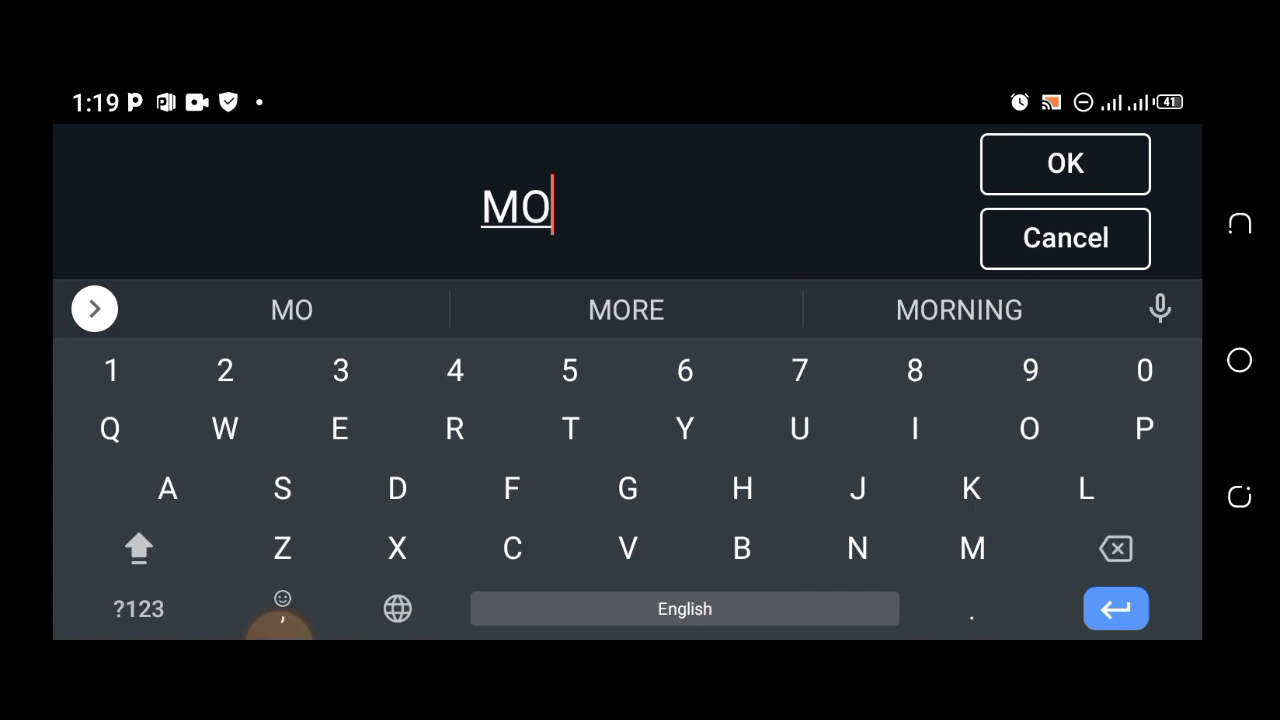 1:19 41
OK
MO
Cancel
MO MORE MORNING
1 2 3 4 5 6 7 8 9 0
Q W E R T Y U I O P
A S D F G H J K L
Z X C V B N M
?123 , English .